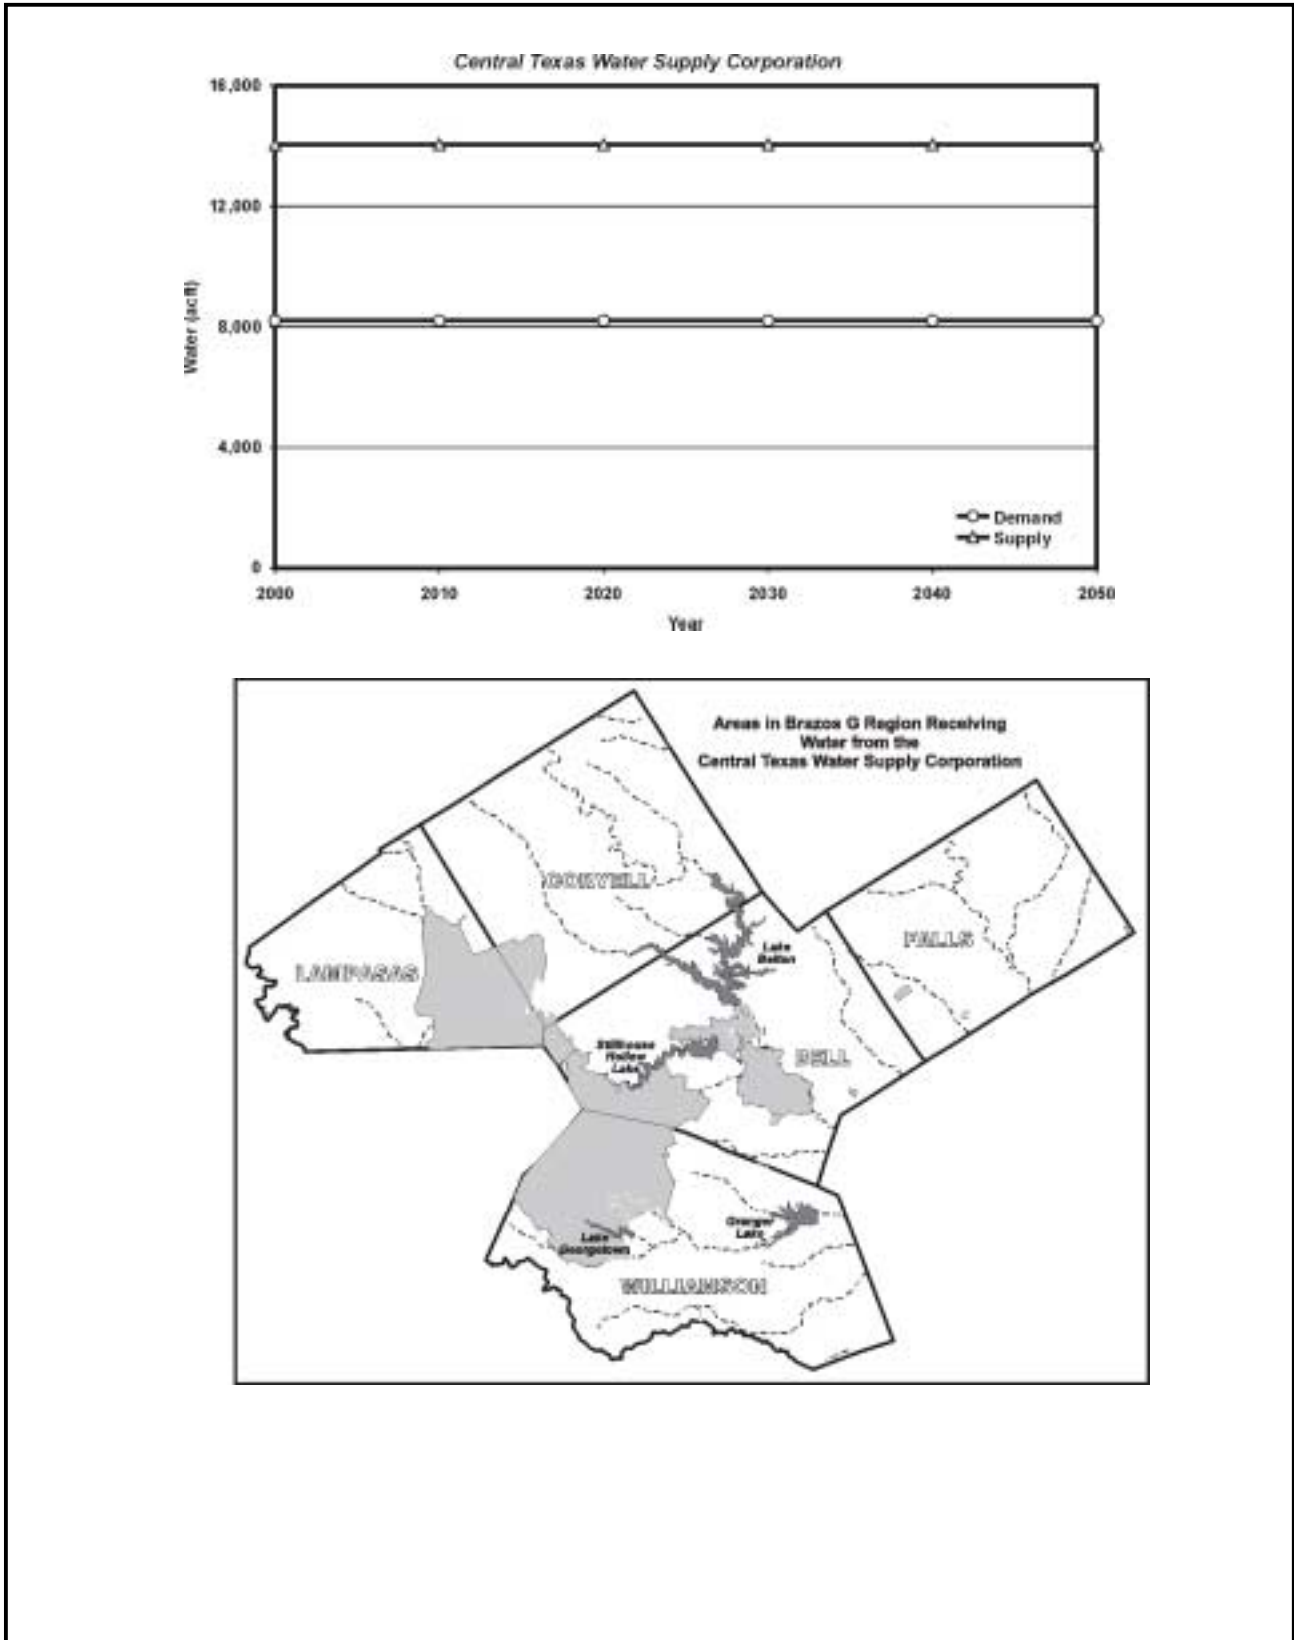 Central Texas Water Supply Corporation
16,000
12,000
8,000
4,000
0
Water (acft)
Demand
Supply
2000
2010
2020
2030
2040
2050
Year
Areas in Brazos G Region Receiving
Water from the
Central Texas Water Supply Corporation
CORYELL
FALLS
LAMPASAS
Lake
Belton
Stillhouse
Hollow
Lake
BELL
Granger
Lake
Lake
Georgetown
WILLIAMSON